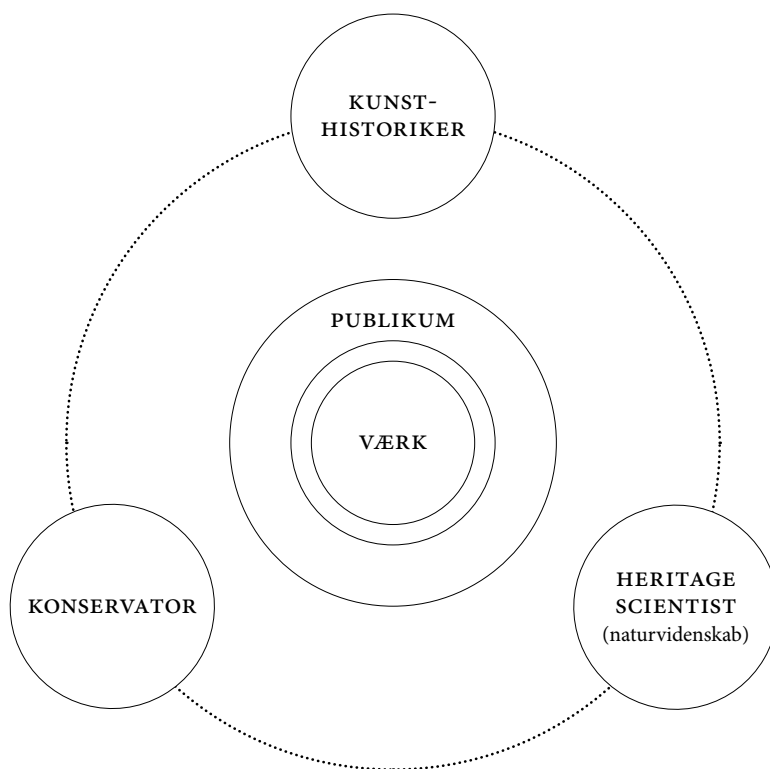 KUNST-
HISTORIKER
PUBLIKUM
VÆRK
KONSERVATOR
HERITAGE
SCIENTIST
(naturvidenskab)